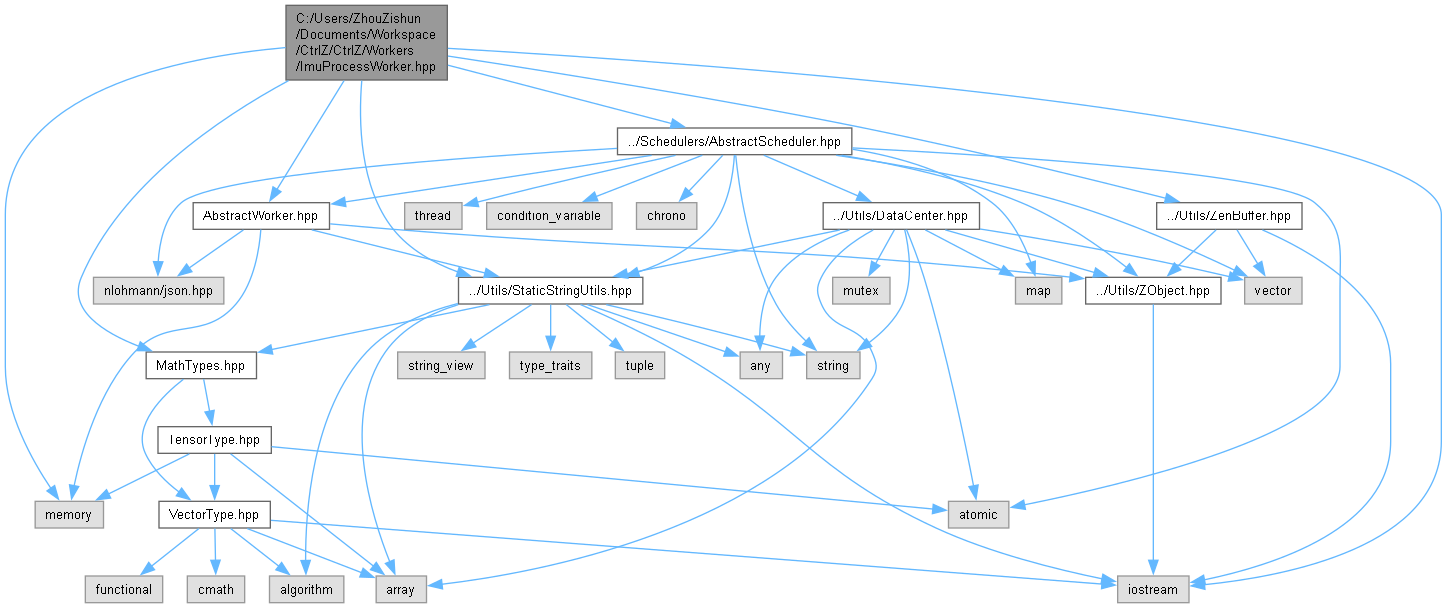 C:/Users/ZhouZishun
/Documents/Workspace
/CtrlZ/CtrlZ/Workers
/ImuProcessWorker.hpp
../Schedulers/AbstractScheduler.hpp
AbstractWorker.hpp
thread
condition_variable
chrono
../Utils/DataCenter.hpp
../Utils/ZenBuffer.hpp
nlohmann/json.hpp
../Utils/StaticStringUtils.hpp
mutex
map
../Utils/ZObject.hpp
vector
MathTypes.hpp
string_view
type_traits
tuple
any
string
TensorType.hpp
memory
VectorType.hpp
atomic
functional
cmath
algorithm
array
iostream